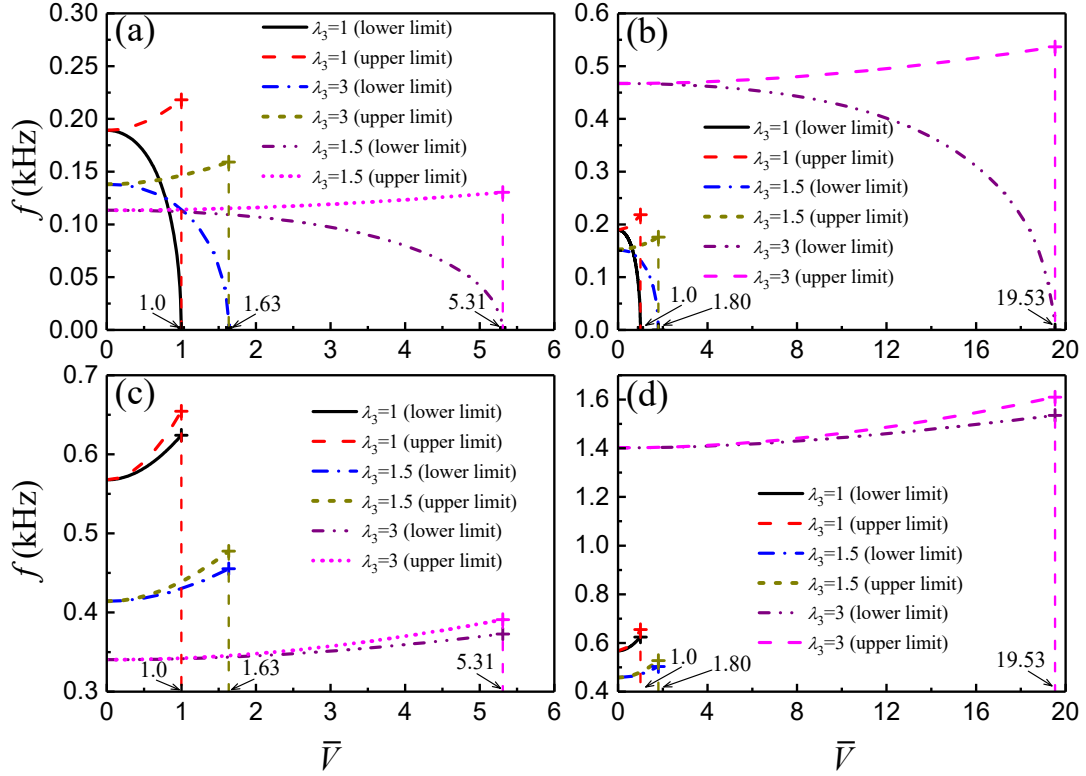 (a)
f (kHz)
0.30
0.25
0.20
0.15
0.10
0.05
0.00
λ3=1 (lower limit)
λ3=1 (upper limit)
λ3=3 (lower limit)
λ3=3 (upper limit)
λ3=1.5 (lower limit)
λ3=1.5 (upper limit)
1.0
1.63
5.31
0 1 2 3 4 5 6
(b)
0.6
0.5
0.4
0.3
0.2
0.1
0.0
λ3=1 (lower limit)
λ3=1 (upper limit)
λ3=1.5 (lower limit)
λ3=1.5 (upper limit)
λ3=3 (lower limit)
λ3=3 (upper limit)
1.0
1.80
19.53
0 4 8 12 16 20
(c)
f (kHz)
0.7
0.6
0.5
0.4
0.3
λ3=1 (lower limit)
λ3=1 (upper limit)
λ3=1.5 (lower limit)
λ3=1.5 (upper limit)
λ3=3 (lower limit)
λ3=3 (upper limit)
1.0
1.63
5.31
0 1 2 3 4 5 6
V̅
(d)
1.6
1.4
1.2
1.0
0.8
0.6
0.4
λ3=1 (lower limit)
λ3=1 (upper limit)
λ3=1.5 (lower limit)
λ3=1.5 (upper limit)
λ3=3 (lower limit)
λ3=3 (upper limit)
1.0
1.80
19.53
0 4 8 12 16 20
V̅